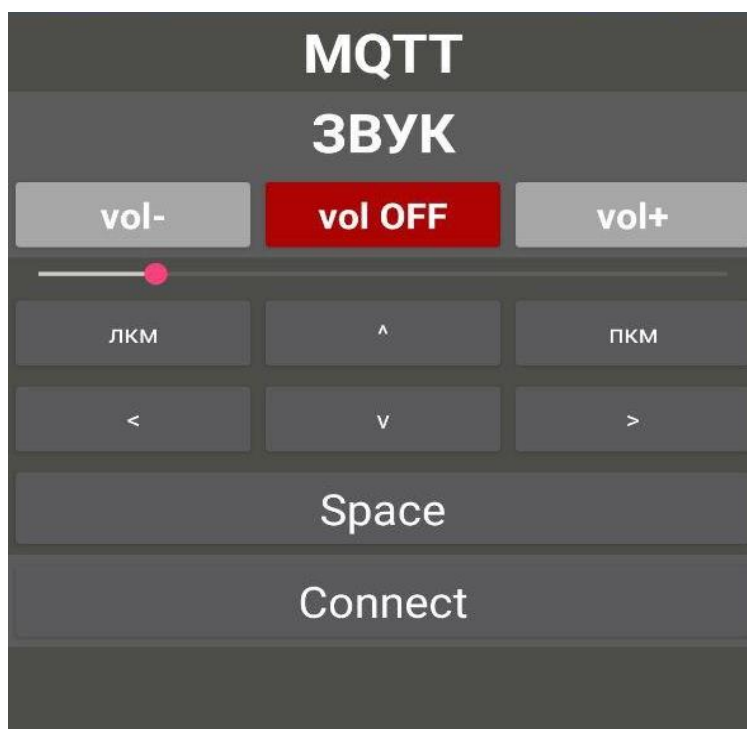 MQTT
ЗВУК
vol- vol OFF vol+
лкм ^ пкм
< v >
Space
Connect